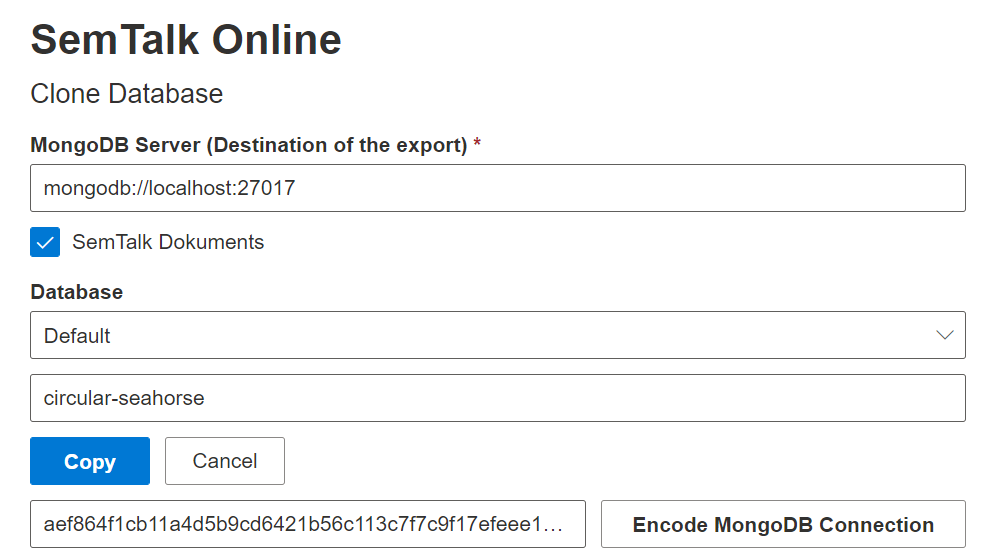 SemTalk Online
Clone Database
MongoDB Server (Destination of the export) *
mongodb://localhost:27017
SemTalk Dokuments
Database
Default
circular-seahorse
Copy Cancel
aef864f1cb11a4d5b9cd6421b56c113c7f7c9f17efeee1… Encode MongoDB Connection